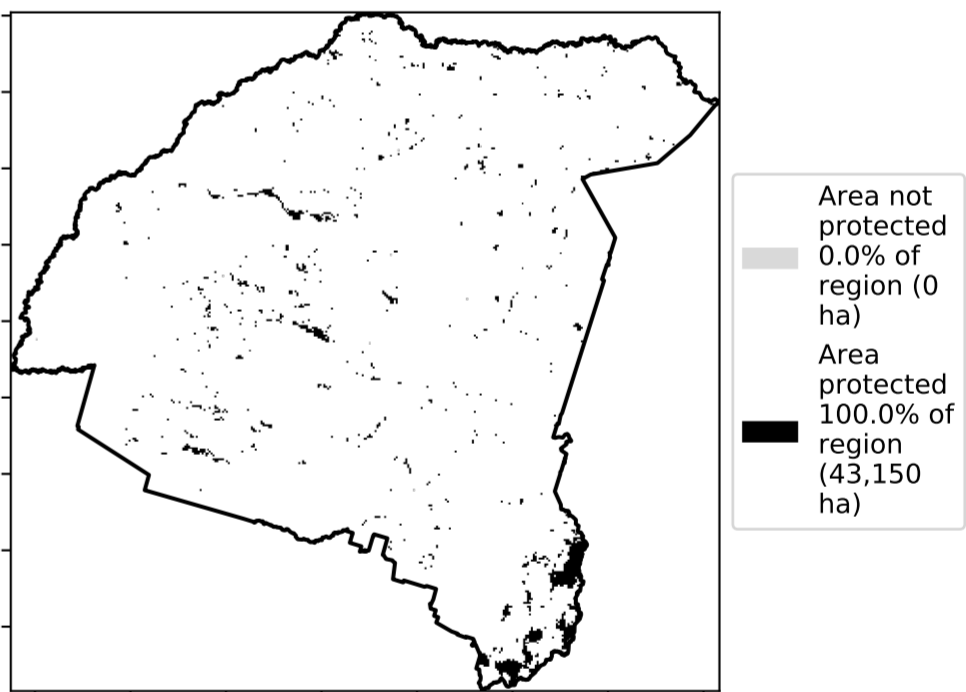 Area not
protected
0.0% of
region (0
ha)
Area
protected
100.0% of
region
(43,150
ha)